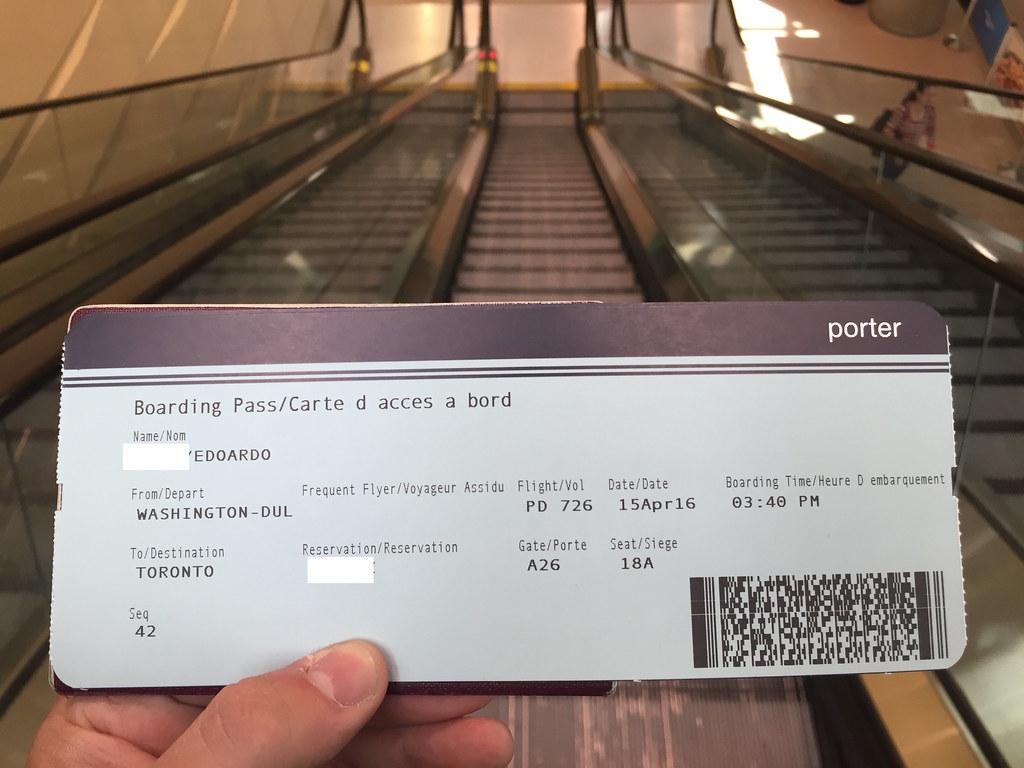 porter
Boarding Pass/Carte d acces a bord
Name/Nom
/EDOARDO
From/Depart Frequent Flyer/Voyageur Assidu Flight/Vol Date/Date Boarding Time/Heure D embarquement
WASHINGTON-DUL PD 726 15Apr16 03:40 PM
To/Destination Reservation/Reservation Gate/Porte Seat/Siege
TORONTO A26 18A
Seq
42